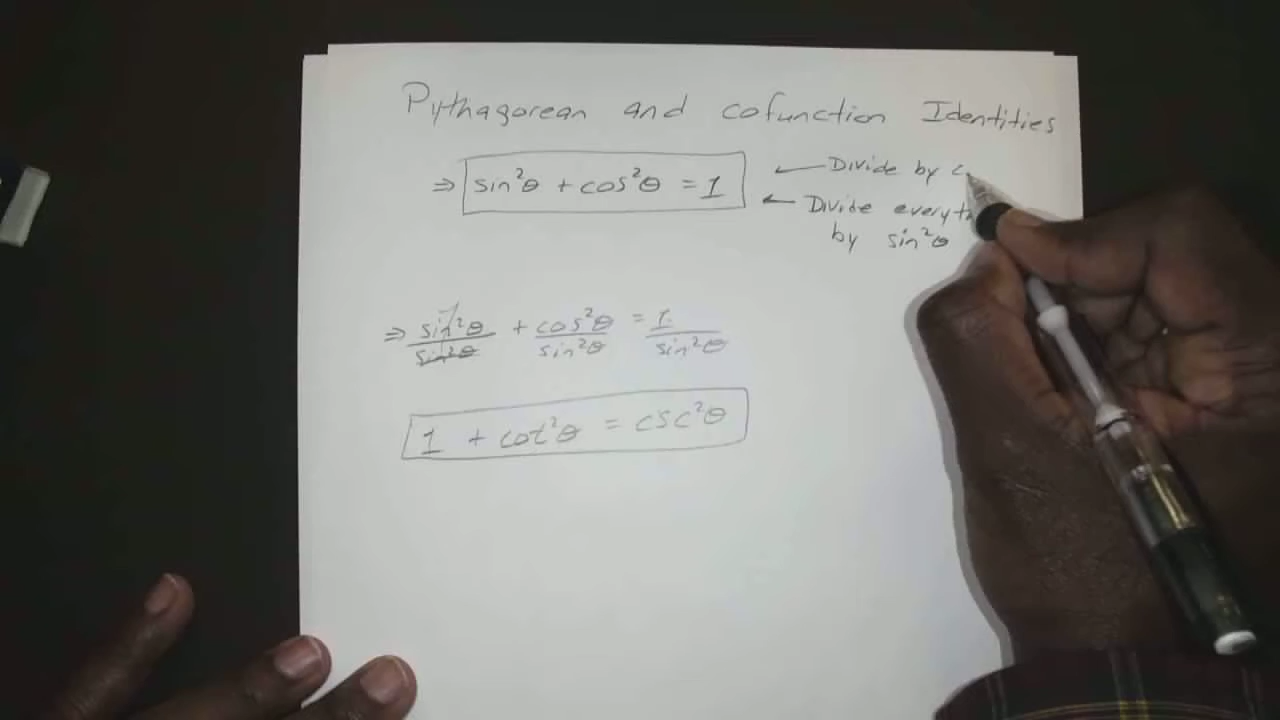 Pythagorean and cofunction Identities
⇒ sin²θ + cos²θ = 1
← Divide by c
← Divide everyth
by sin²θ
⇒ sin²θ/sin²θ + cos²θ/sin²θ = 1/sin²θ
1 + cot²θ = csc²θ